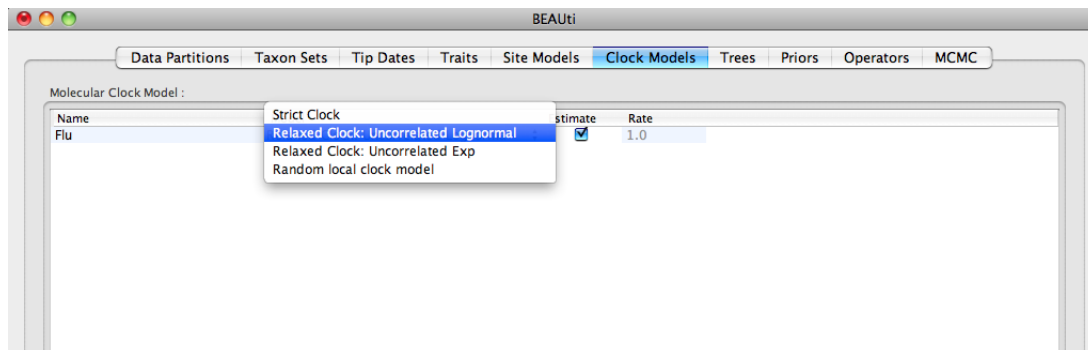 BEAUti
Data Partitions Taxon Sets Tip Dates Traits Site Models Clock Models Trees Priors Operators MCMC
Molecular Clock Model :
Name stimate Rate
Flu 1.0
Strict Clock
Relaxed Clock: Uncorrelated Lognormal
Relaxed Clock: Uncorrelated Exp
Random local clock model